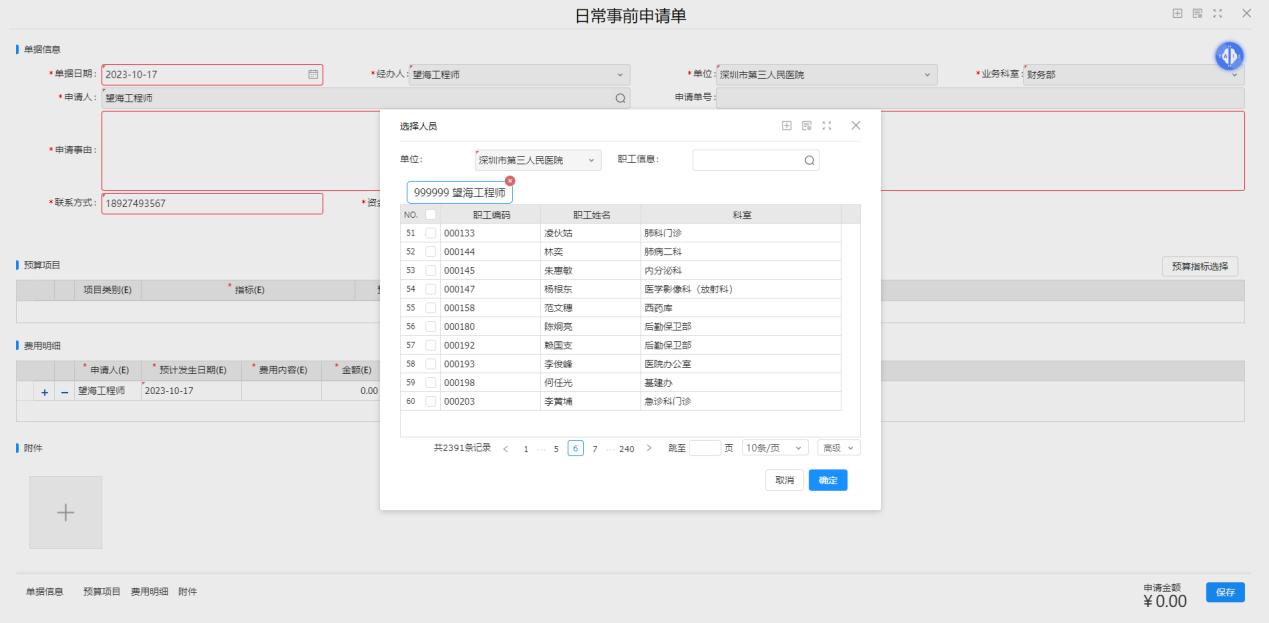 日常事前申请单
单据信息
*单据日期: 2023-10-17 *经办人: 望海工程师 *单位: 深圳市第三人民医院 *业务科室: 财务部
*申请人: 望海工程师 申请单号:
*申请事由:
*联系方式: 18927493567 *资
选择人员
单位: 深圳市第三人民医院 职工信息:
999999 望海工程师
NO. 职工编码 职工姓名 科室
51 000133 凌伙姑 肺科门诊
52 000144 林奕 肺病二科
53 000145 朱惠敏 内分泌科
54 000147 杨根东 医学影像科（放射科）
55 000158 范文穗 西药库
56 000180 陈炯亮 后勤保卫部
57 000192 赖国支 后勤保卫部
58 000193 李俊峰 医院办公室
59 000198 何任光 基建办
60 000203 李黄埔 急诊科门诊
共2391条记录 < 1 ··· 5 6 7 ··· 240 > 跳至 页 10条/页 高级
取消 确定
预算项目 预算指标选择
项目类别(E) *指标(E)
费用明细
*申请人(E) *预计发生日期(E) *费用内容(E) *金额(E)
+ − 望海工程师 2023-10-17 0.00
附件
单据信息 预算项目 费用明细 附件
申请金额
¥0.00
保存